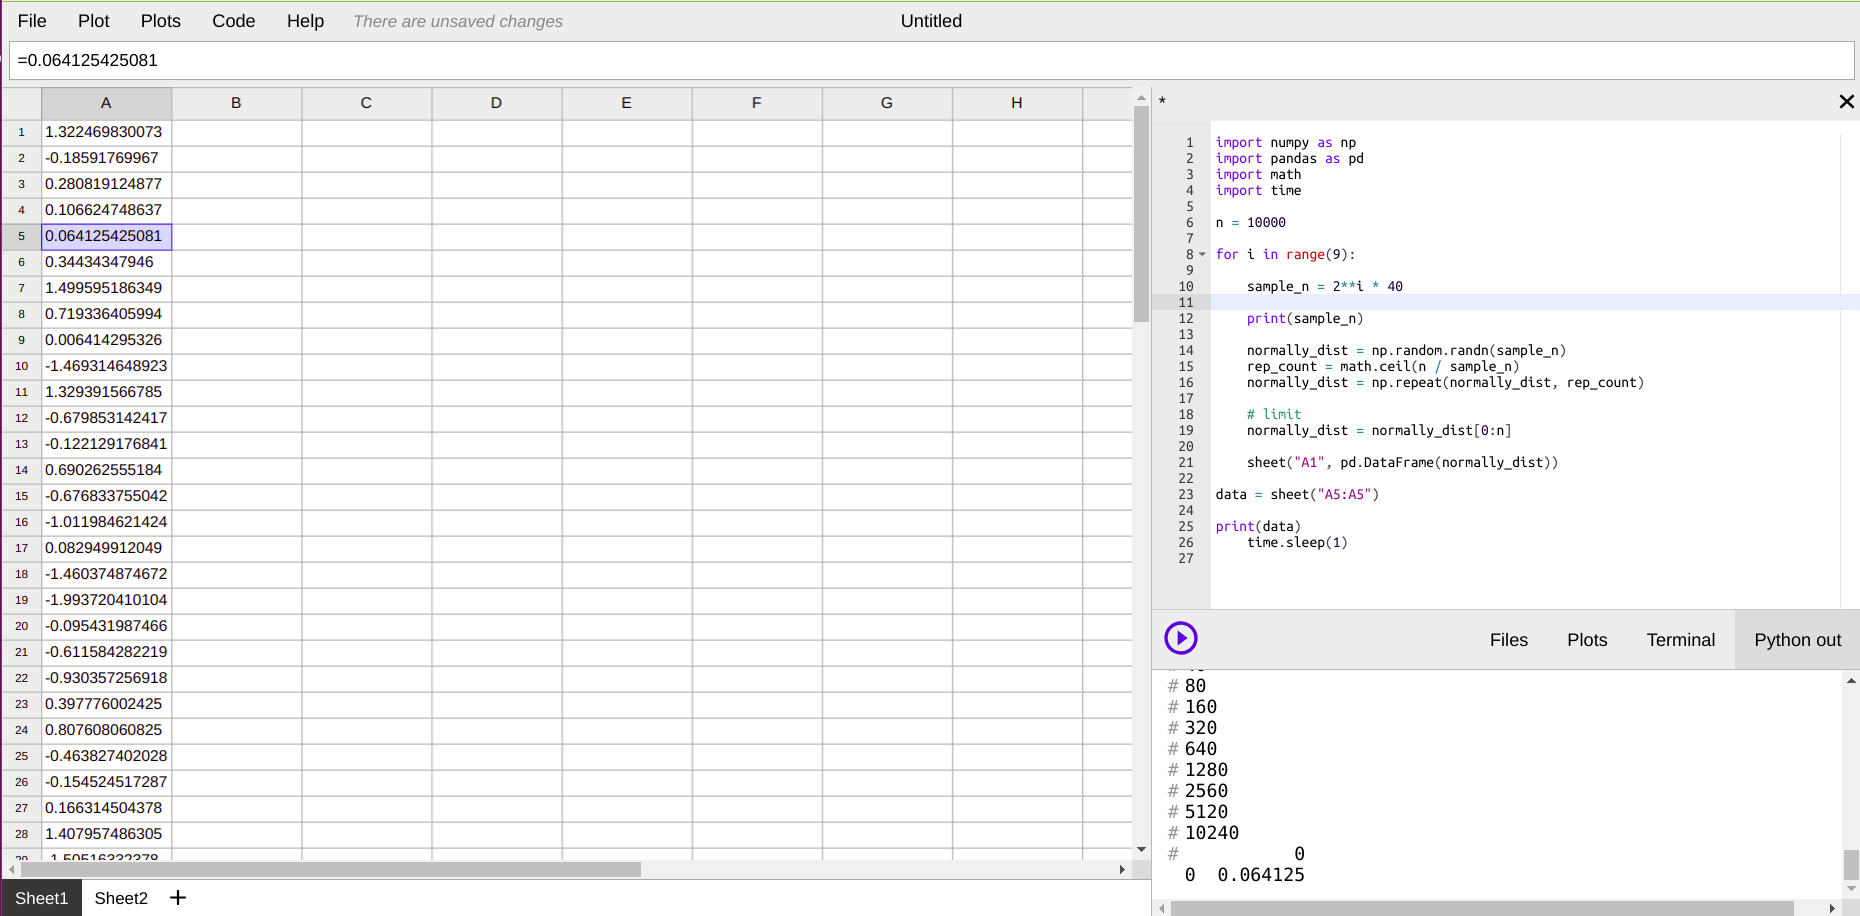 File Plot Plots Code Help There are unsaved changes Untitled
=0.064125425081
A B C D E F G H
1 1.322469830073
2 -0.18591769967
3 0.280819124877
4 0.106624748637
5 0.064125425081
6 0.34434347946
7 1.499595186349
8 0.719336405994
9 0.006414295326
10 -1.469314648923
11 1.329391566785
12 -0.679853142417
13 -0.122129176841
14 0.690262555184
15 -0.676833755042
16 -1.011984621424
17 0.082949912049
18 -1.460374874672
19 -1.993720410104
20 -0.095431987466
21 -0.611584282219
22 -0.930357256918
23 0.397776002425
24 0.807608060825
25 -0.463827402028
26 -0.154524517287
27 0.166314504378
28 1.407957486305
29 -1.50516332378
Sheet1 Sheet2 +
*
1 import numpy as np
2 import pandas as pd
3 import math
4 import time
5
6 n = 10000
7
8 for i in range(9):
9
10 sample_n = 2**i * 40
11
12 print(sample_n)
13
14 normally_dist = np.random.randn(sample_n)
15 rep_count = math.ceil(n / sample_n)
16 normally_dist = np.repeat(normally_dist, rep_count)
17
18 # limit
19 normally_dist = normally_dist[0:n]
20
21 sheet("A1", pd.DataFrame(normally_dist))
22
23 data = sheet("A5:A5")
24
25 print(data)
26 time.sleep(1)
27
Files Plots Terminal Python out
# 80
# 160
# 320
# 640
# 1280
# 2560
# 5120
# 10240
# 0
0 0.064125